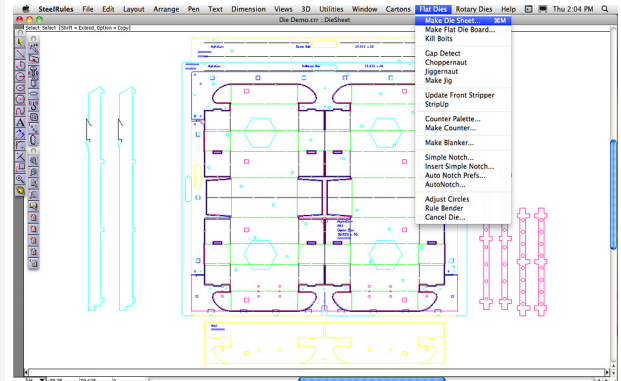 SteelRules File Edit Layout Arrange Pen Text Dimension Views 3D Utilities Window Cartons Flat Dies Rotary Dies Help Thu 2:04 PM
Die Demo.crr : DieSheet
Select: Select [Shift = Extend, Option = Copy]
Make Die Sheet... ⌘M
Make Flat Die Board...
Kill Bolts
Gap Detect
Choppernaut
Jiggernaut
Make Jig
Update Front Stripper
StripUp
Counter Palette...
Make Counter...
Make Blanker...
Simple Notch...
Insert Simple Notch...
Auto Notch Prefs...
AutoNotch...
Adjust Circles
Rule Bender
Cancel Die...